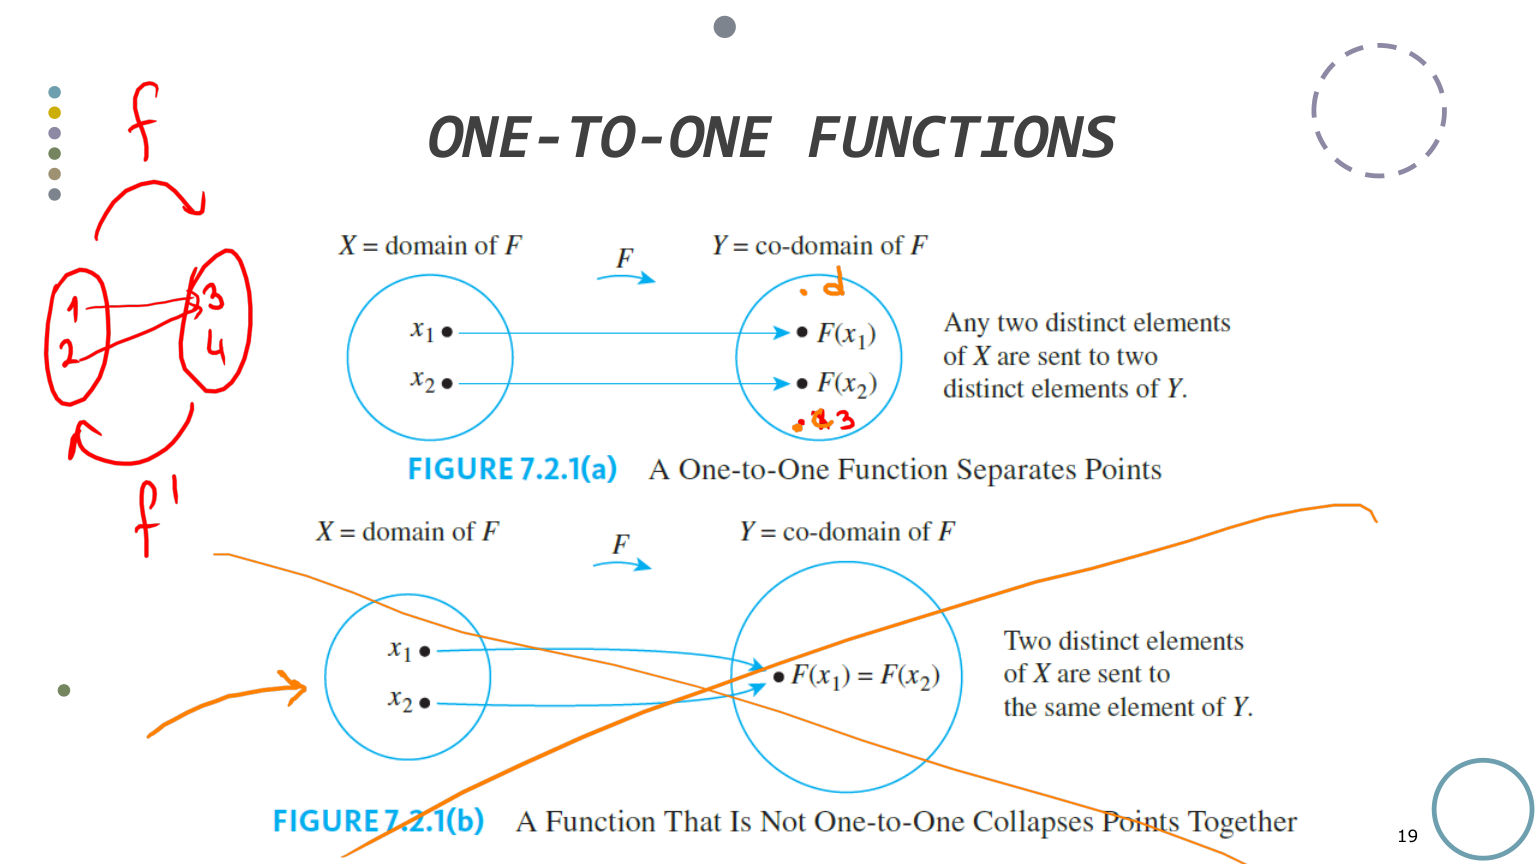 f
ONE-TO-ONE FUNCTIONS
X = domain of F
F
Y = co-domain of F
d
1
3
2
4
x₁
F(x₁)
x₂
F(x₂)
3
Any two distinct elements
of X are sent to two
distinct elements of Y.
FIGURE 7.2.1(a) A One-to-One Function Separates Points
f'
X = domain of F
F
Y = co-domain of F
x₁
x₂
F(x₁) = F(x₂)
Two distinct elements
of X are sent to
the same element of Y.
FIGURE 7.2.1(b) A Function That Is Not One-to-One Collapses Points Together
19